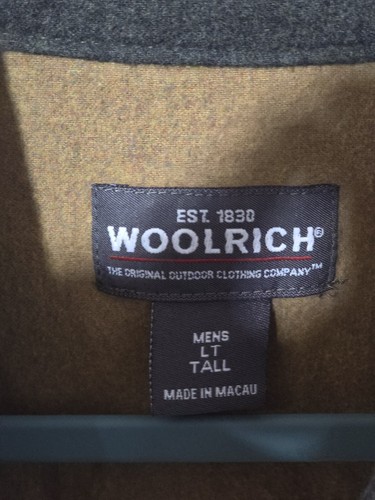 EST. 1830
WOOLRICH®
THE ORIGINAL OUTDOOR CLOTHING COMPANY™
MENS
LT
TALL
MADE IN MACAU